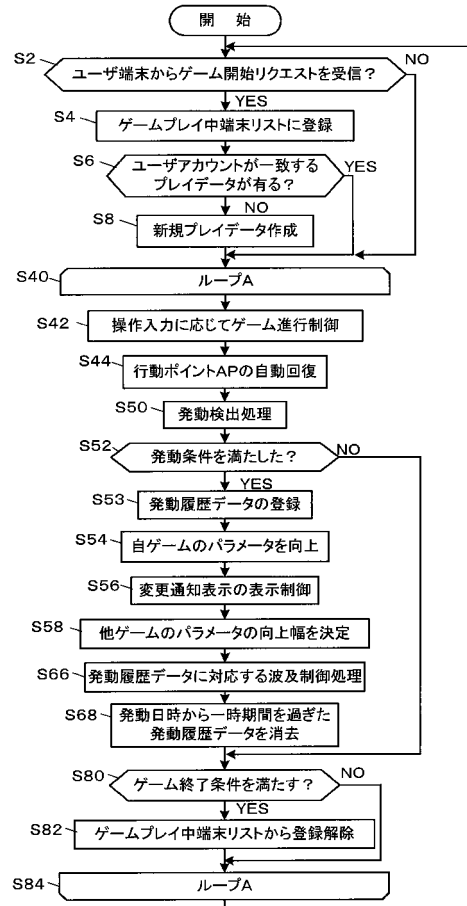 開 始
S2
ユーザ端末からゲーム開始リクエストを受信?
NO
YES
S4
ゲームプレイ中端末リストに登録
S6
ユーザアカウントが一致する
プレイデータが有る?
YES
NO
S8
新規プレイデータ作成
S40
ループA
S42
操作入力に応じてゲーム進行制御
S44
行動ポイントAPの自動回復
S50
発動検出処理
S52
発動条件を満たした?
NO
YES
S53
発動履歴データの登録
S54
自ゲームのパラメータを向上
S56
変更通知表示の表示制御
S58
他ゲームのパラメータの向上幅を決定
S66
発動履歴データに対応する波及制御処理
S68
発動日時から一時期間を過ぎた
発動履歴データを消去
S80
ゲーム終了条件を満たす?
NO
YES
S82
ゲームプレイ中端末リストから登録解除
S84
ループA